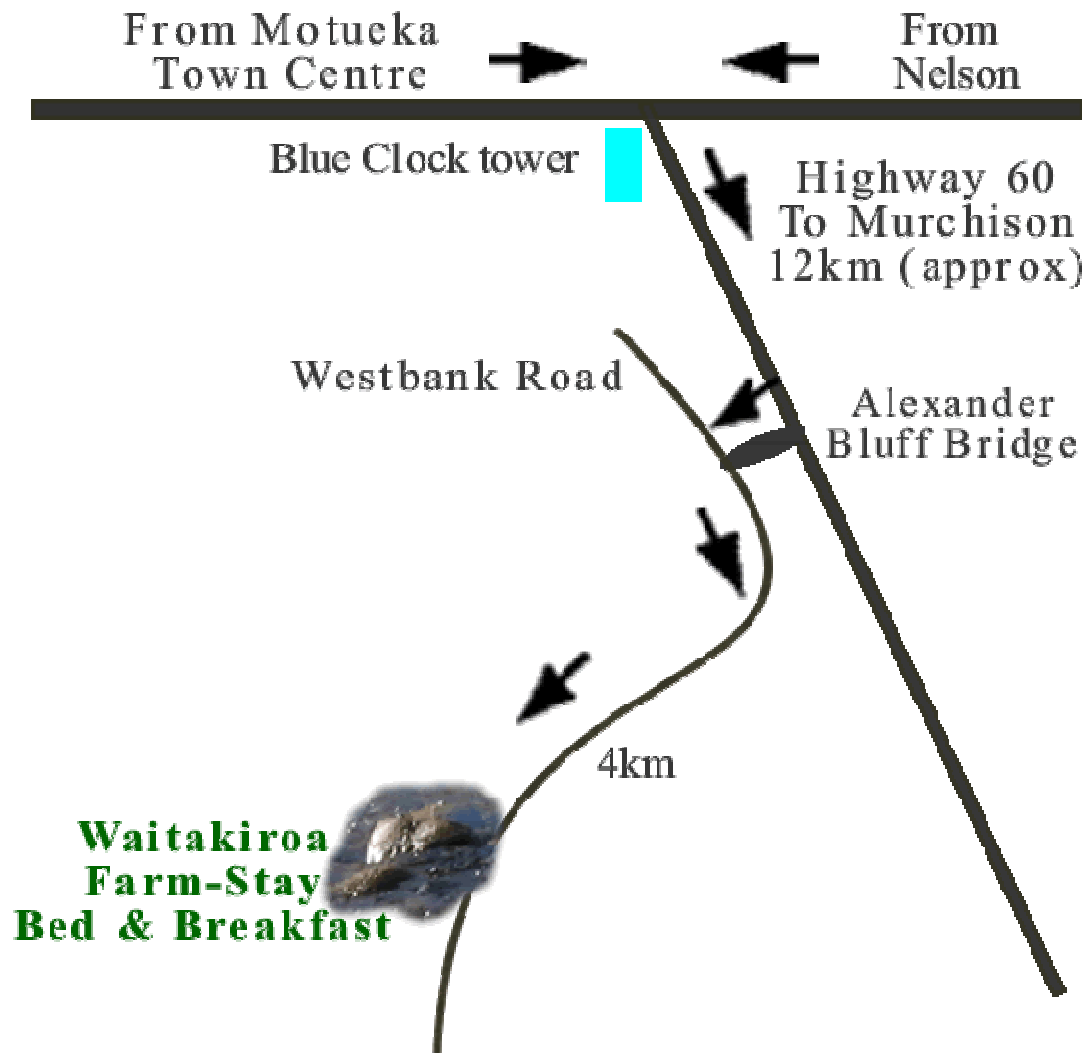 From Motueka
Town Centre
From
Nelson
Blue Clock tower
Highway 60
To Murchison
12km (approx)
Westbank Road
Alexander
Bluff Bridge
4km
Waitakiroa
Farm-Stay
Bed & Breakfast